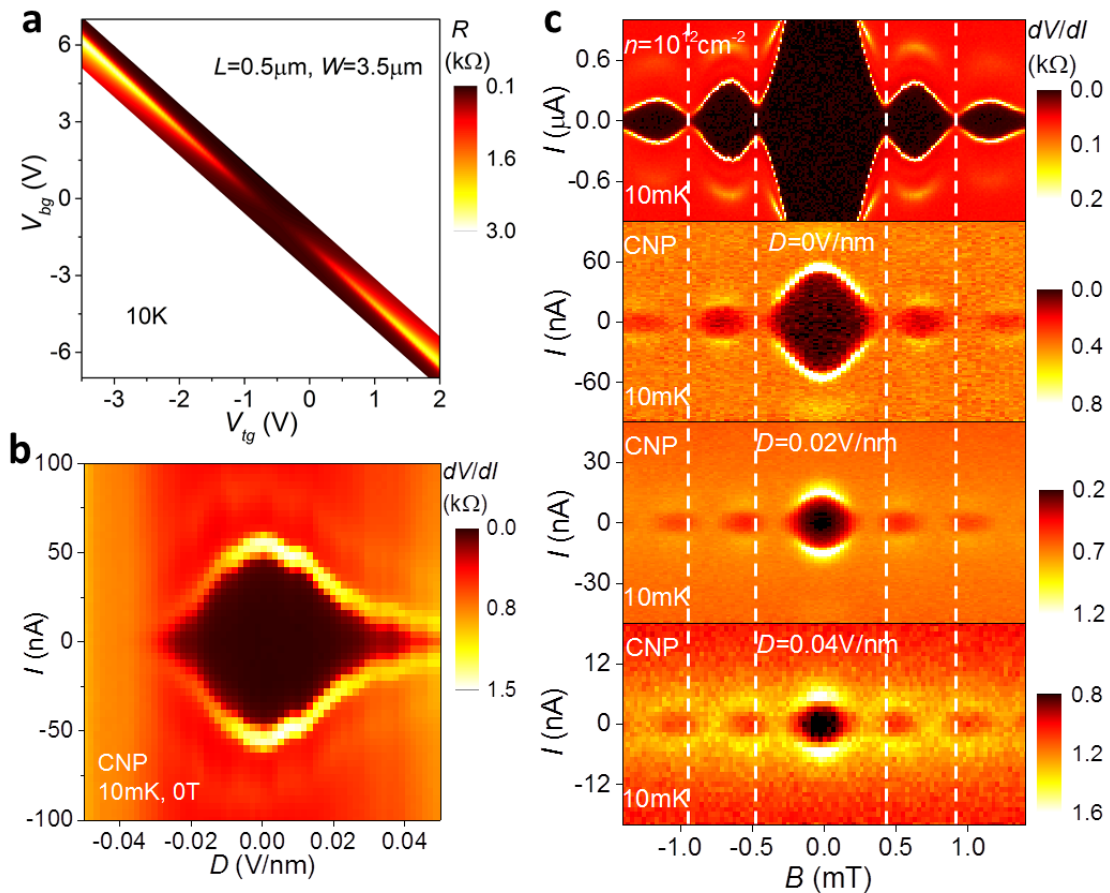 a
R
(kΩ)
L=0.5μm, W=3.5μm
10K
0.1
1.6
3.0
6
3
0
-3
-6
V_bg (V)
-3 -2 -1 0 1 2
V_tg (V)
b
dV/dI
(kΩ)
0.0
0.8
1.5
100
50
0
-50
-100
I (nA)
CNP
10mK, 0T
-0.04 -0.02 0.00 0.02 0.04
D (V/nm)
c
dV/dI
(kΩ)
n=10¹²cm⁻²
10mK
0.6
0.0
-0.6
I (μA)
0.0
0.1
0.2
CNP D=0V/nm
10mK
60
0
-60
I (nA)
0.0
0.4
0.8
CNP D=0.02V/nm
10mK
30
0
-30
I (nA)
0.2
0.7
1.2
CNP D=0.04V/nm
10mK
12
0
-12
I (nA)
0.8
1.2
1.6
-1.0 -0.5 0.0 0.5 1.0
B (mT)